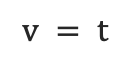 v = t